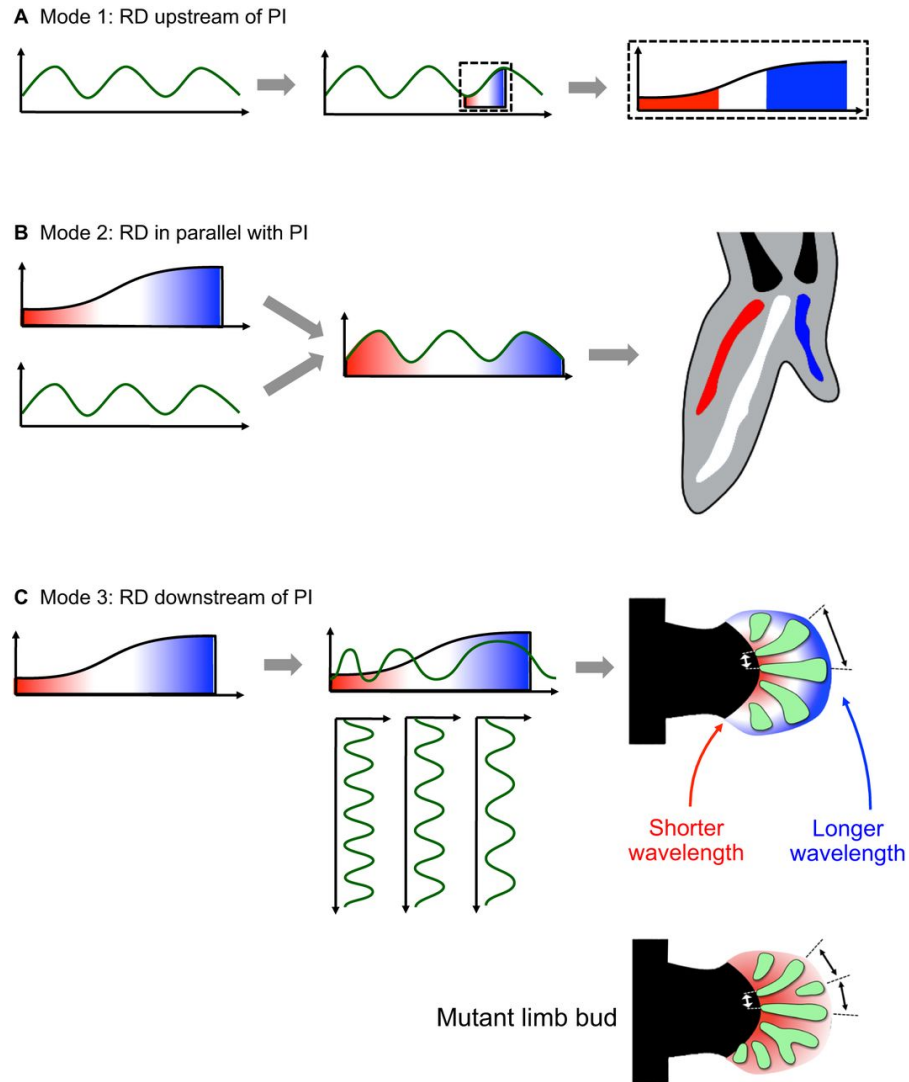 A Mode 1: RD upstream of PI
B Mode 2: RD in parallel with PI
C Mode 3: RD downstream of PI
Shorter
wavelength
Longer
wavelength
Mutant limb bud